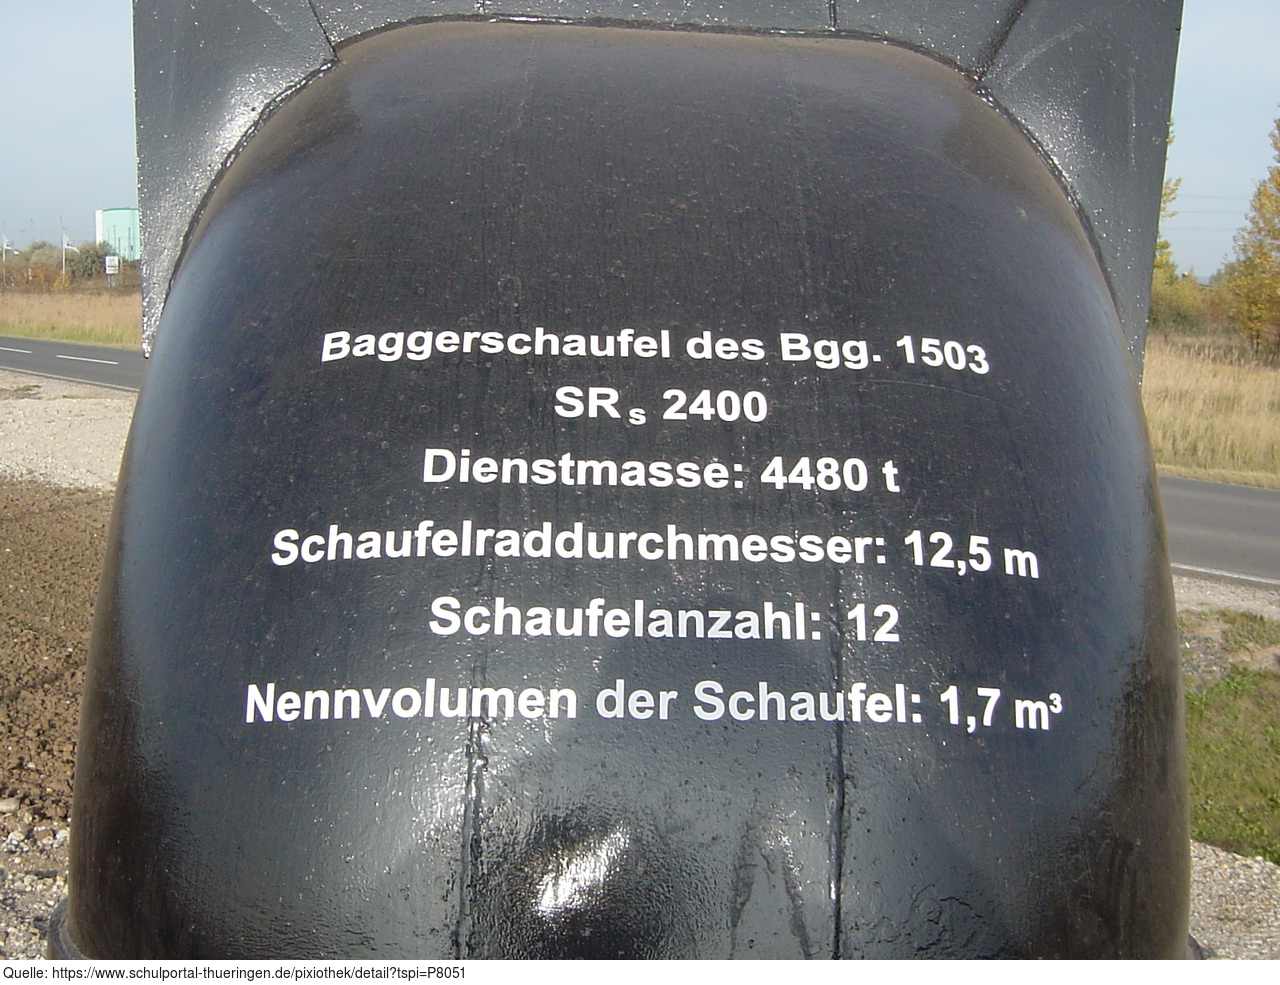 Baggerschaufel des Bgg. 1503
SRs 2400
Dienstmasse: 4480 t
Schaufelraddurchmesser: 12,5 m
Schaufelanzahl: 12
Nennvolumen der Schaufel: 1,7 m³
Quelle: https://www.schulportal-thueringen.de/pixiothek/detail?tspi=P8051